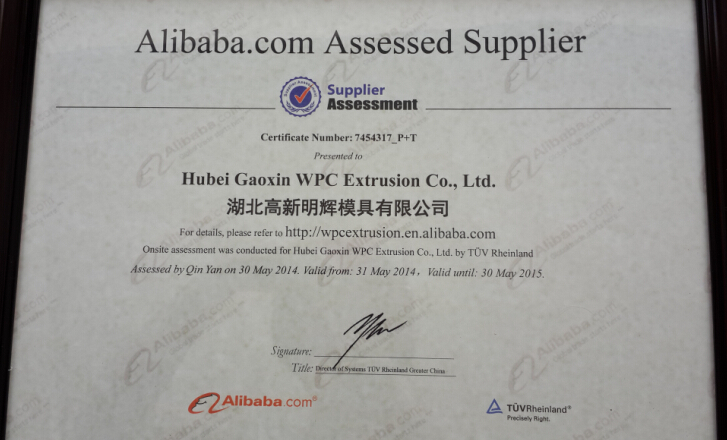 Alibaba.com Assessed Supplier
Supplier
Assessment
Certificate Number: 7454317_P+T
Presented to
Hubei Gaoxin WPC Extrusion Co., Ltd.
湖北高新明辉模具有限公司
For details, please refer to http://wpcextrusion.en.alibaba.com
Onsite assessment was conducted for Hubei Gaoxin WPC Extrusion Co., Ltd. by TÜV Rheinland
Assessed by Qin Yan on 30 May 2014. Valid from: 31 May 2014, Valid until: 30 May 2015.
Signature:
Title: Director of Systems TÜV Rheinland Greater China
Alibaba.com®
TÜVRheinland®
Precisely Right.